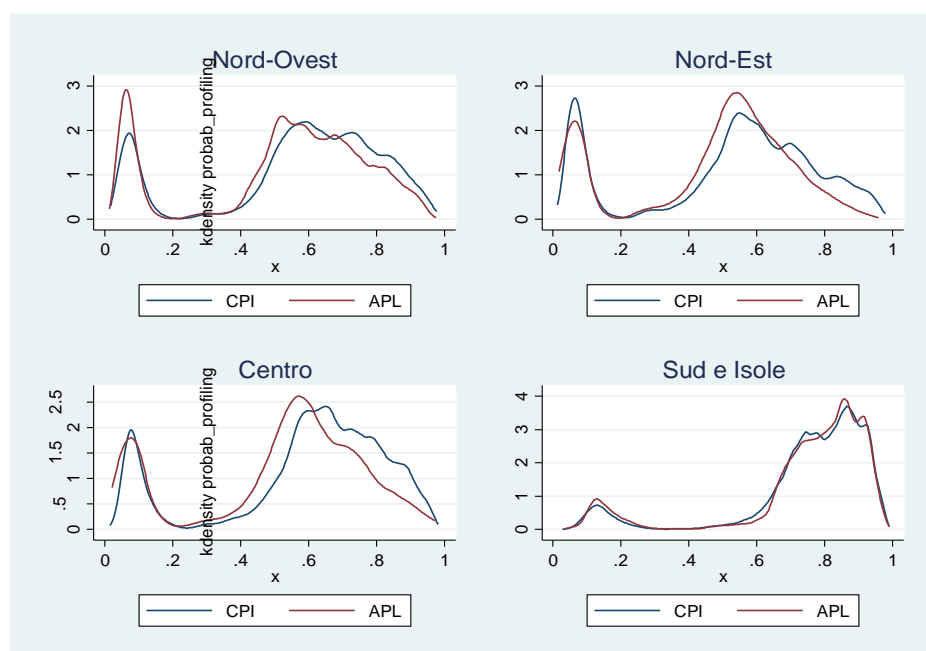 Nord-Ovest
kdensity probab_profiling
3
2
1
0
0 .2 .4 .6 .8 1
x
CPI APL
Nord-Est
3
2
1
0
0 .2 .4 .6 .8 1
x
CPI APL
Centro
kdensity probab_profiling
2.5
1.5
.5
0
0 .2 .4 .6 .8 1
x
CPI APL
Sud e Isole
4
3
2
1
0
0 .2 .4 .6 .8 1
x
CPI APL